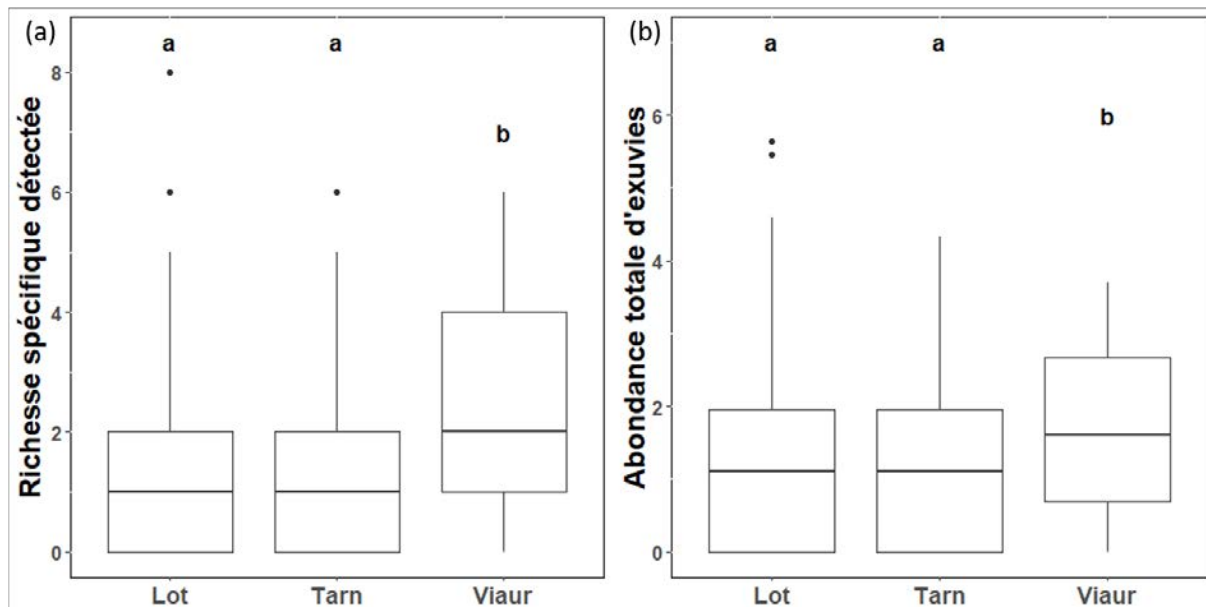 (a)
a
a
b
Richesse spécifique détectée
8
6
4
2
0
Lot
Tarn
Viaur
(b)
a
a
b
Abondance totale d'exuvies
6
4
2
0
Lot
Tarn
Viaur